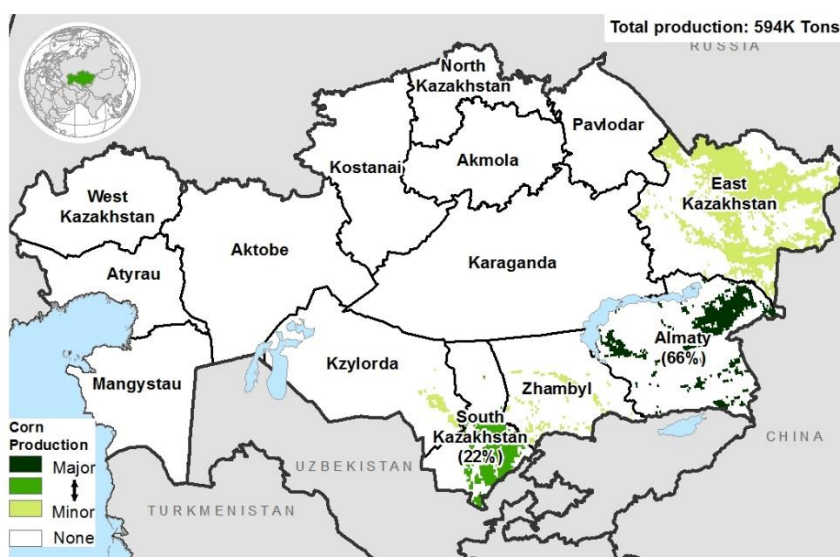 Total production: 594K Tons
RUSSIA
North
Kazakhstan
Pavlodar
Kostanai
Akmola
East
Kazakhstan
West
Kazakhstan
Aktobe
Karaganda
Atyrau
Almaty
(66%)
Kzylorda
Zhambyl
Mangystau
South
Kazakhstan
(22%)
CHINA
UZBEKISTAN
TURKMENISTAN
Corn
Production
Major
Minor
None